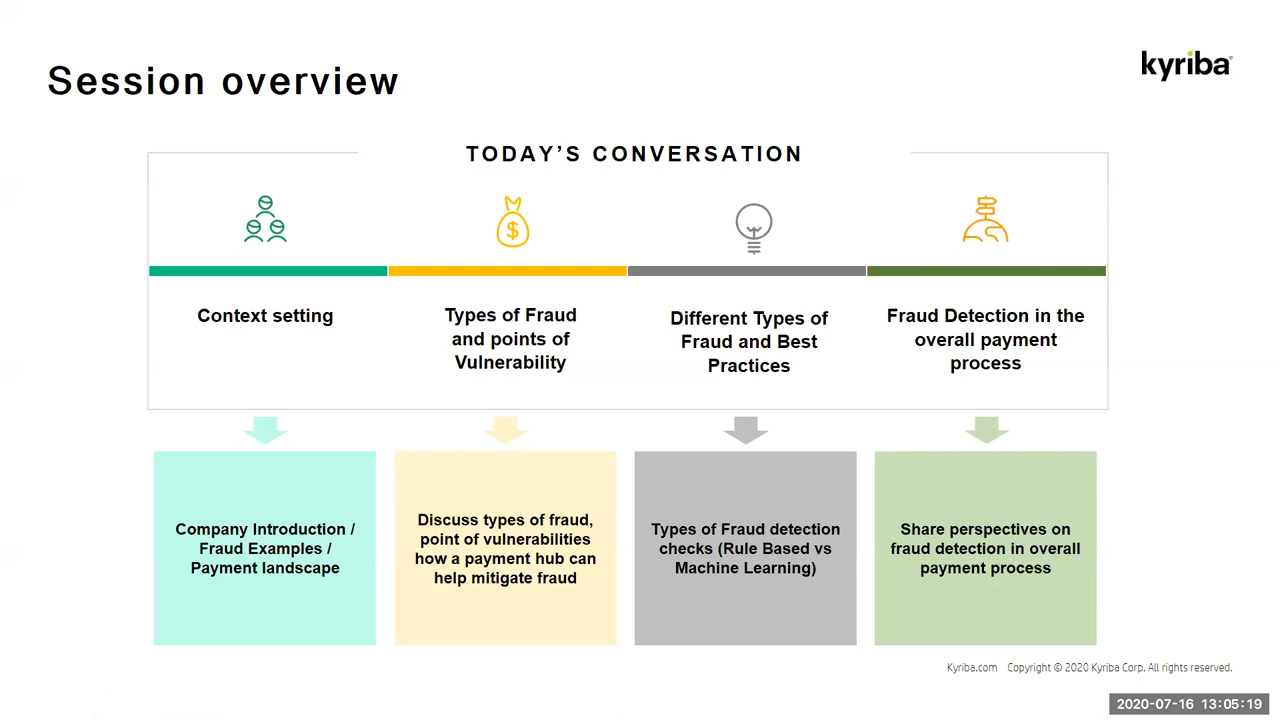 Session overview
kyriba
TODAY'S CONVERSATION
$
Context setting
Types of Fraud
and points of
Vulnerability
Different Types of
Fraud and Best
Practices
Fraud Detection in the
overall payment
process
Company Introduction /
Fraud Examples /
Payment landscape
Discuss types of fraud,
point of vulnerabilities
how a payment hub can
help mitigate fraud
Types of Fraud detection
checks (Rule Based vs
Machine Learning)
Share perspectives on
fraud detection in overall
payment process
Kyriba.com Copyright © 2020 Kyriba Corp. All rights reserved.
2020-07-16 13:05:19